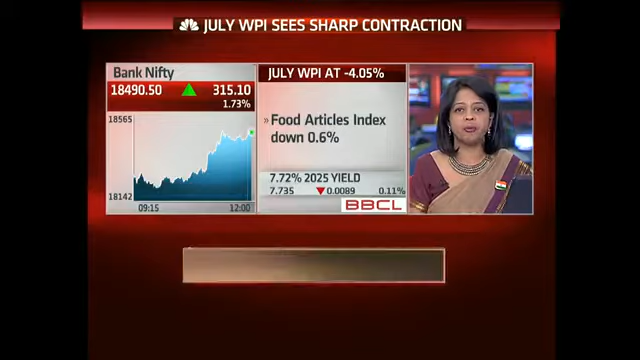 JULY WPI SEES SHARP CONTRACTION
Bank Nifty
18490.50 315.10
1.73%
18565
18142
09:15 12:00
JULY WPI AT -4.05%
» Food Articles Index
down 0.6%
7.72% 2025 YIELD
7.735 0.0089 0.11%
BBCL